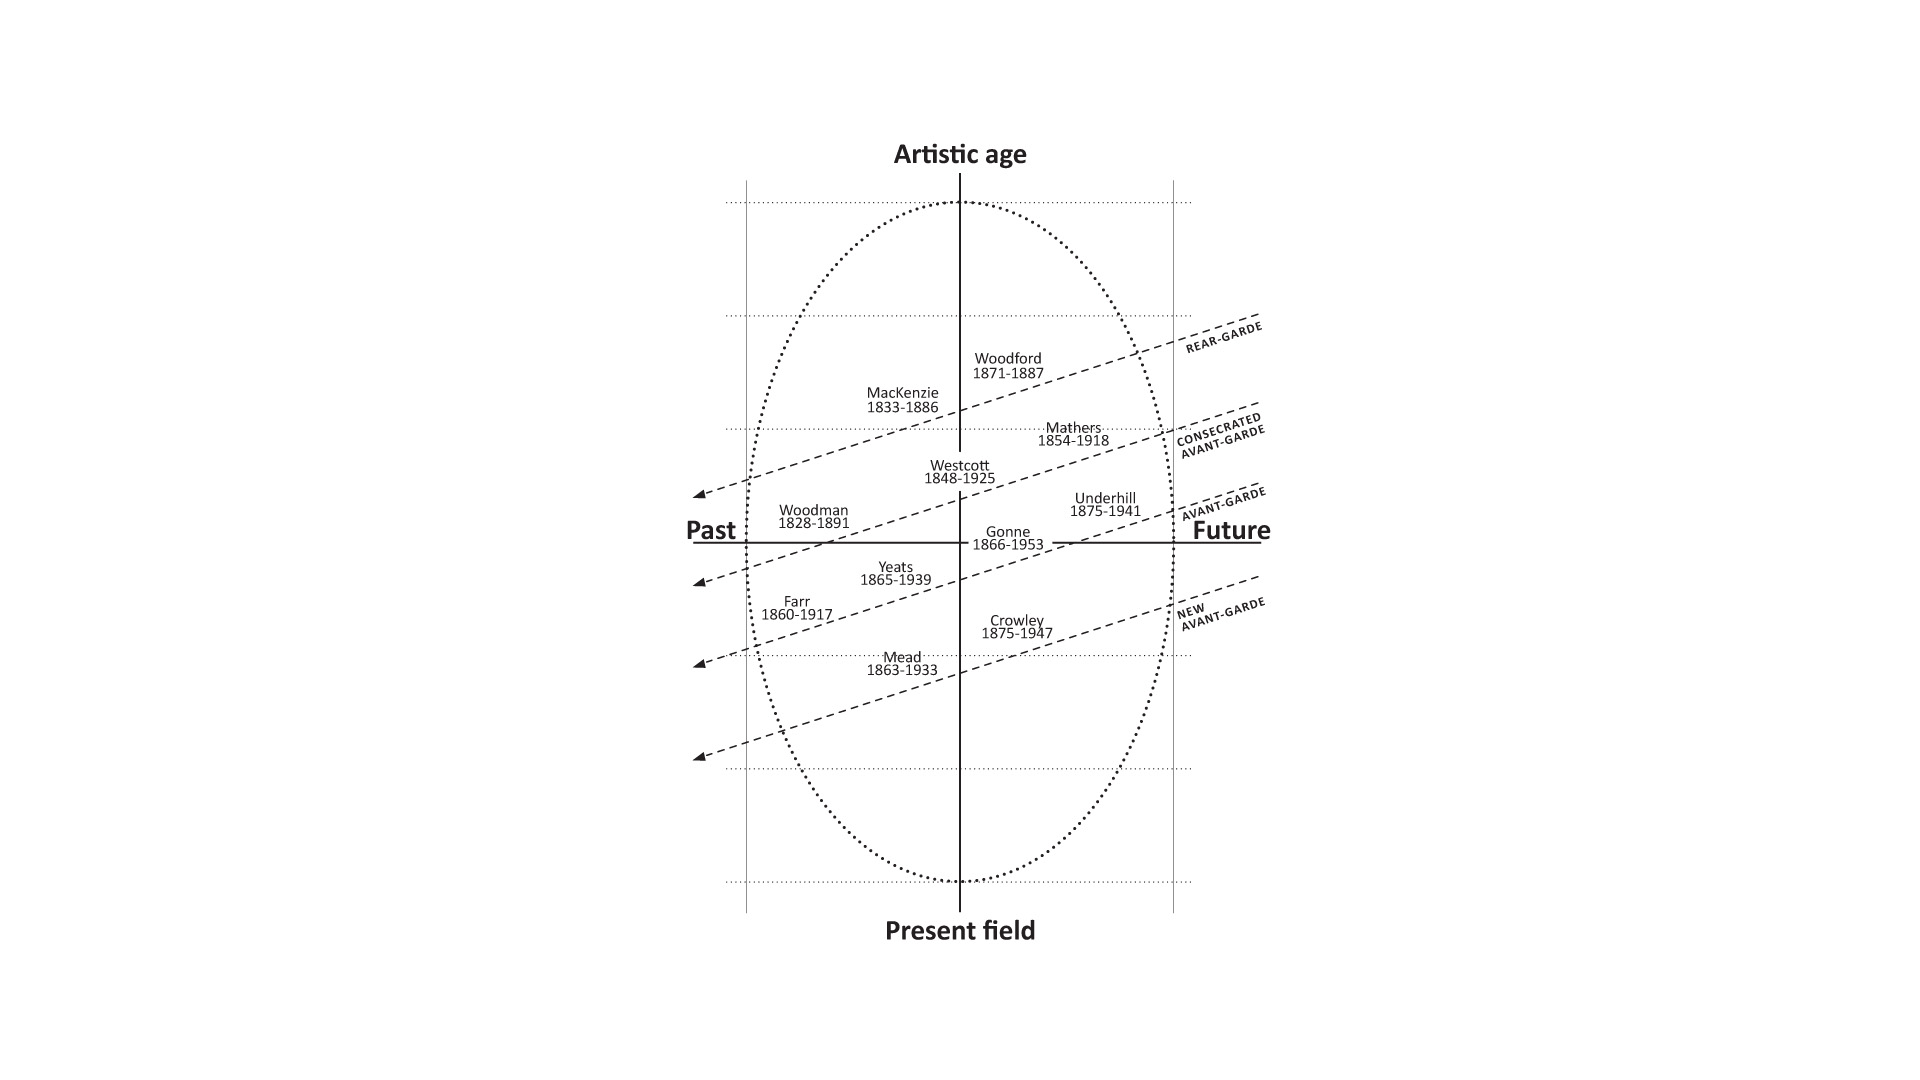 Artistic age
REAR-GARDE
Woodford
1871-1887
MacKenzie
1833-1886
CONSECRATED
AVANT-GARDE
Mathers
1854-1918
Westcott
1848-1925
Underhill
1875-1941
AVANT-GARDE
Woodman
1828-1891
Past
Future
Gonne
1866-1953
Yeats
1865-1939
Farr
1860-1917
NEW
AVANT-GARDE
Crowley
1875-1947
Mead
1863-1933
Present field